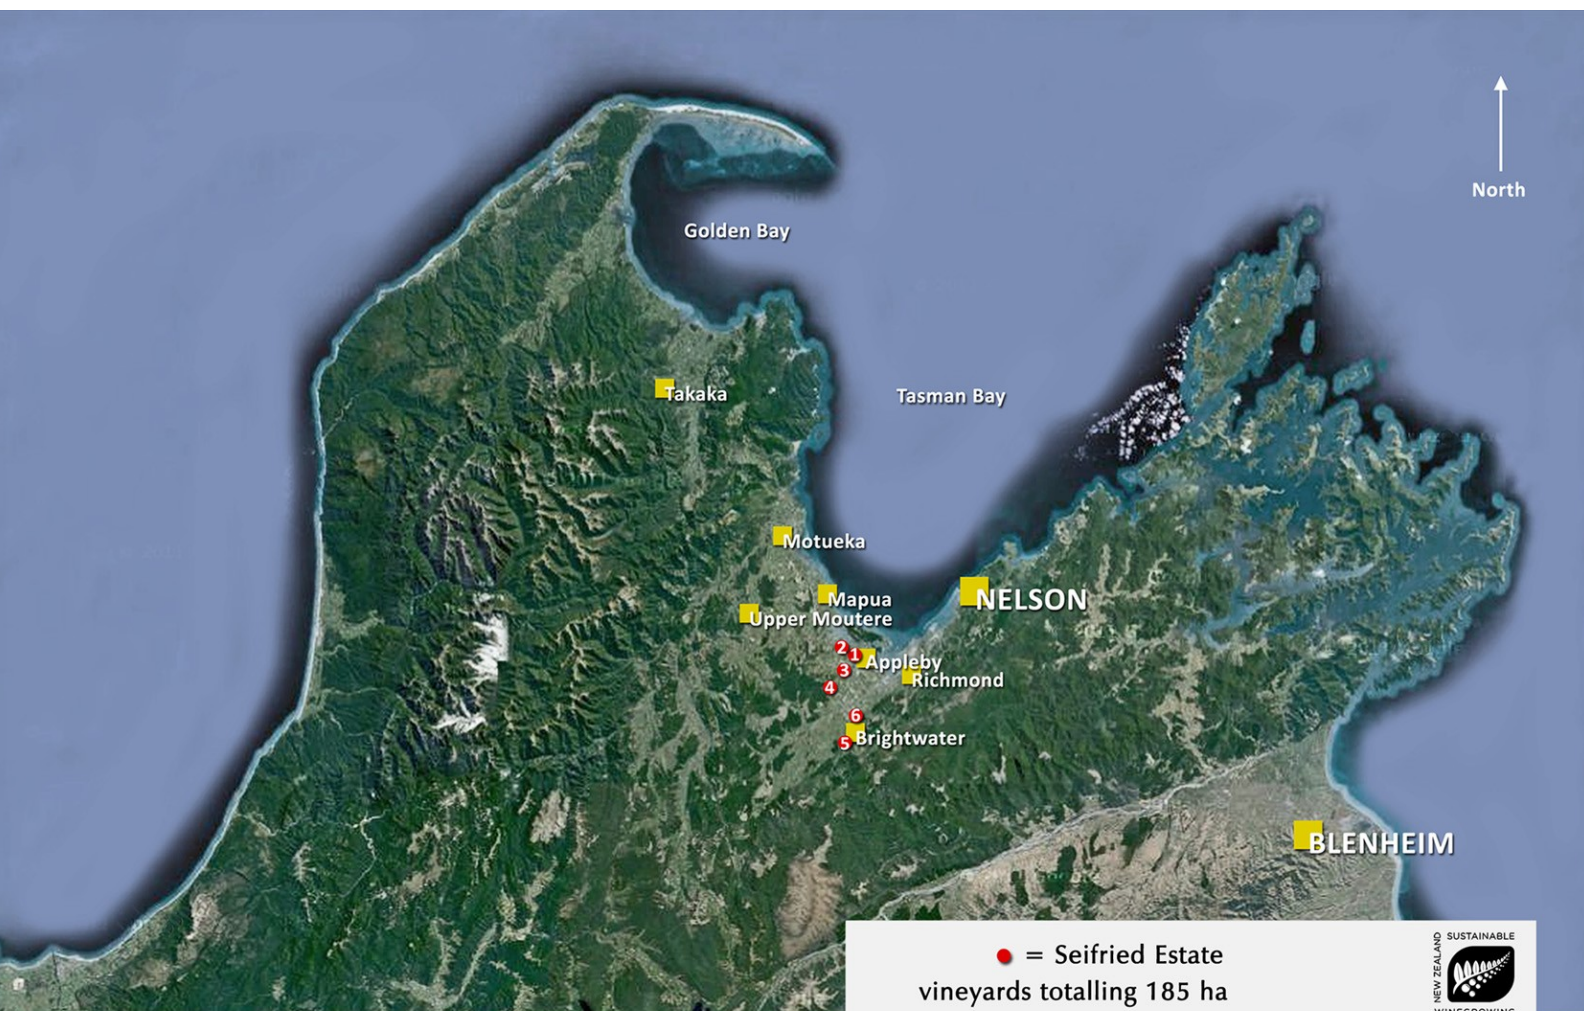 North
Golden Bay
Tasman Bay
Takaka
Motueka
NELSON
Mapua
Upper Moutere
2
1
Appleby
3
Richmond
4
6
Brightwater
5
BLENHEIM
= Seifried Estate
vineyards totalling 185 ha
SUSTAINABLE
NEW ZEALAND
WINEGROWING